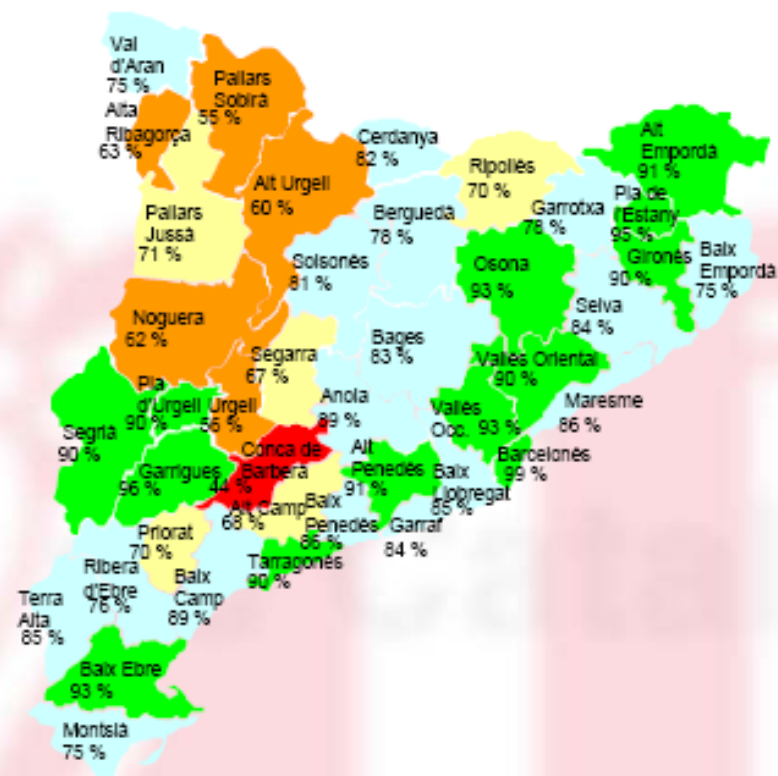 Val
d'Aran
75 %
Pallars
Sobirà
55 %
Alta
Ribagorça
63 %
Cerdanya
82 %
Alt
Empordà
91 %
Alt Urgell
60 %
Ripollès
70 %
Pallars
Jussà
71 %
Berguedà
78 %
Garrotxa
78 %
Pla de
l'Estany
95 %
Solsonès
81 %
Osona
93 %
Gironès
90 %
Baix
Empordà
75 %
Noguera
62 %
Selva
84 %
Segarra
67 %
Bages
83 %
Vallès Oriental
90 %
Pla
d'Urgell
90 %
Urgell
56 %
Anoia
89 %
Vallès
Occ. 93 %
Maresme
86 %
Segrià
90 %
Garrigues
96 %
Conca de
Barberà
44 %
Alt
Penedès
91 %
Baix
Llobregat
85 %
Barcelonès
99 %
Alt Camp
68 %
Baix
Penedès
86 %
Garraf
84 %
Priorat
70 %
Tarragonès
90 %
Ribera
d'Ebre
76 %
Baix
Camp
89 %
Terra
Alta
85 %
Baix Ebre
93 %
Montsià
75 %